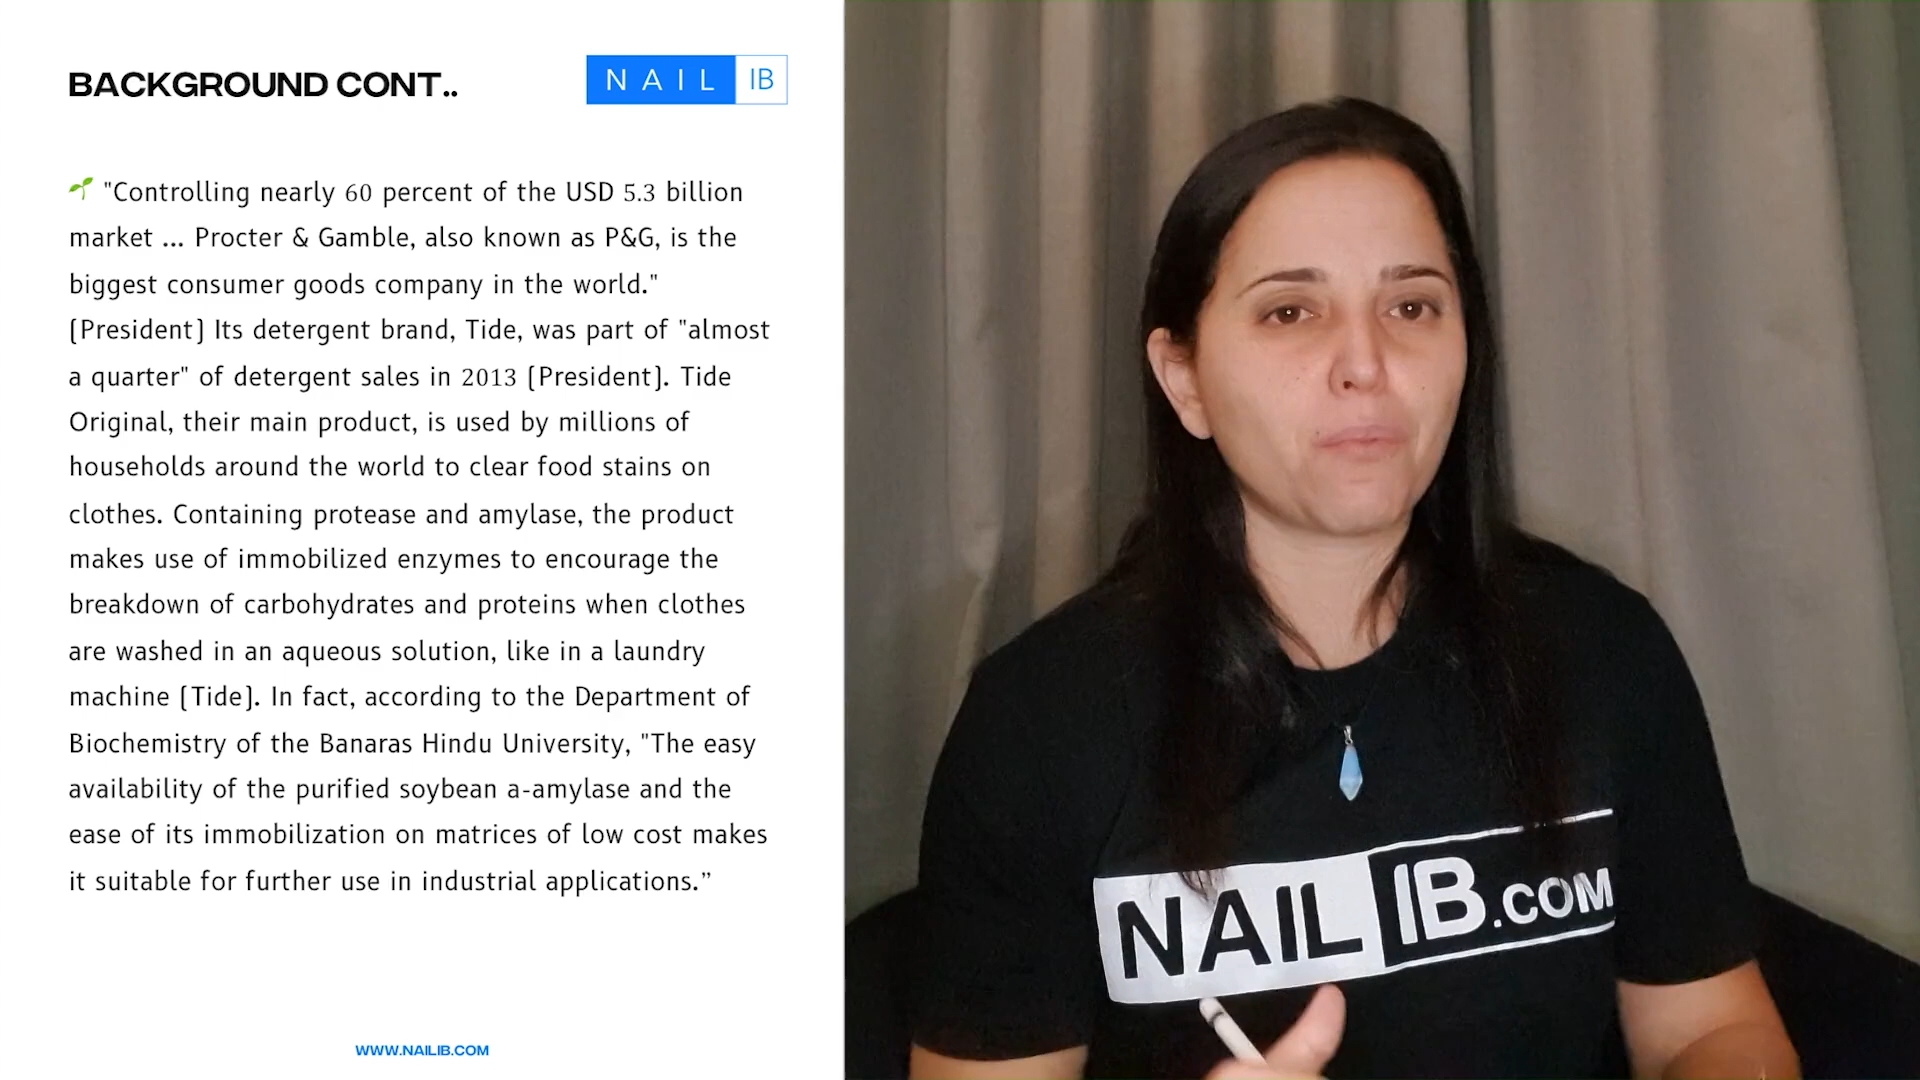 BACKGROUND CONT..
NAIL IB
"Controlling nearly 60 percent of the USD 5.3 billion
market ... Procter & Gamble, also known as P&G, is the
biggest consumer goods company in the world."
(President) Its detergent brand, Tide, was part of "almost
a quarter" of detergent sales in 2013 (President). Tide
Original, their main product, is used by millions of
households around the world to clear food stains on
clothes. Containing protease and amylase, the product
makes use of immobilized enzymes to encourage the
breakdown of carbohydrates and proteins when clothes
are washed in an aqueous solution, like in a laundry
machine (Tide). In fact, according to the Department of
Biochemistry of the Banaras Hindu University, "The easy
availability of the purified soybean a-amylase and the
ease of its immobilization on matrices of low cost makes
it suitable for further use in industrial applications.”
WWW.NAILIB.COM
NAIL IB.COM